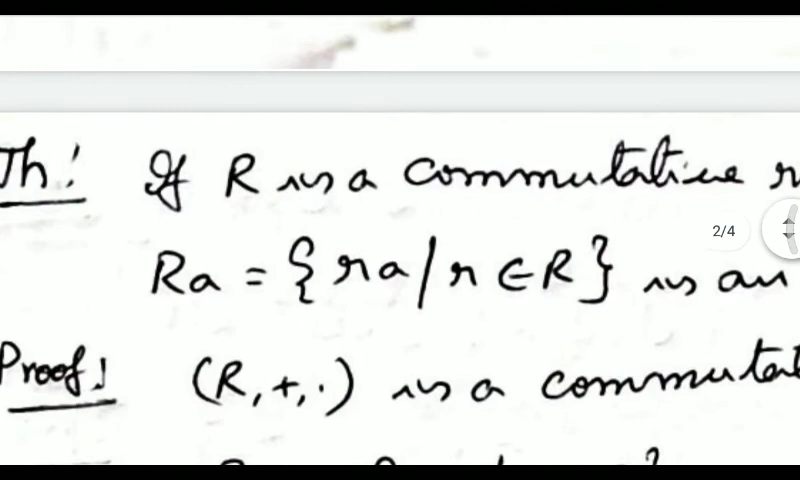 Th! If R is a commutative
Ra = {ra/r ∈ R} is an
2/4
Proof! (R, +, ·) is a commutat